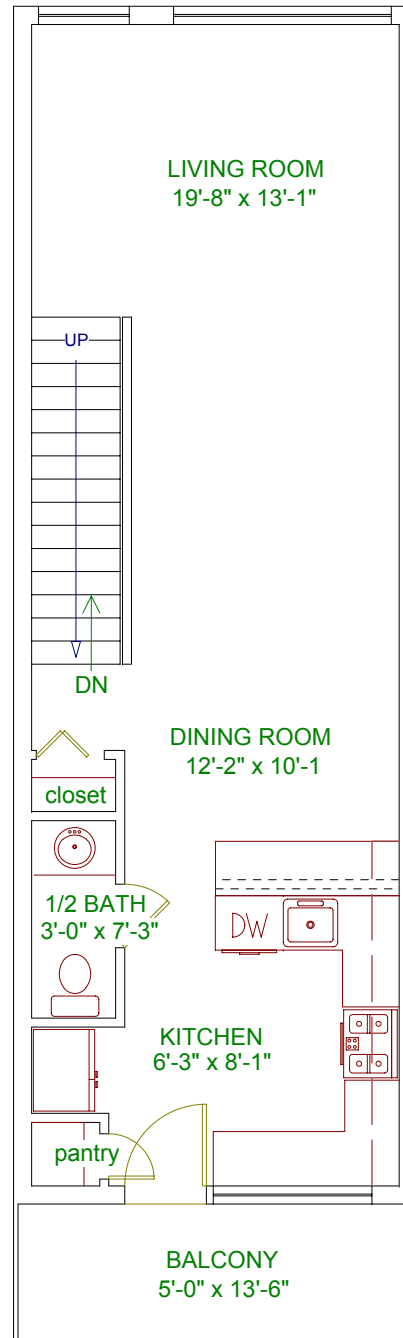 LIVING ROOM
19'-8" x 13'-1"
UP
DN
DINING ROOM
12'-2" x 10'-1
closet
1/2 BATH
3'-0" x 7'-3"
DW
KITCHEN
6'-3" x 8'-1"
pantry
BALCONY
5'-0" x 13'-6"